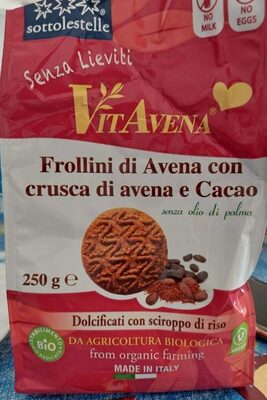 sottolestelle
NO
MILK
NO
EGGS
Senza Lieviti
VITAVENA®
Frollini di Avena con
crusca di avena e Cacao
senza olio di palma
250 g ℮
Dolcificati con sciroppo di riso
DA AGRICOLTURA BIOLOGICA
from organic farming
MADE IN ITALY
STABILIMENTO
BIO